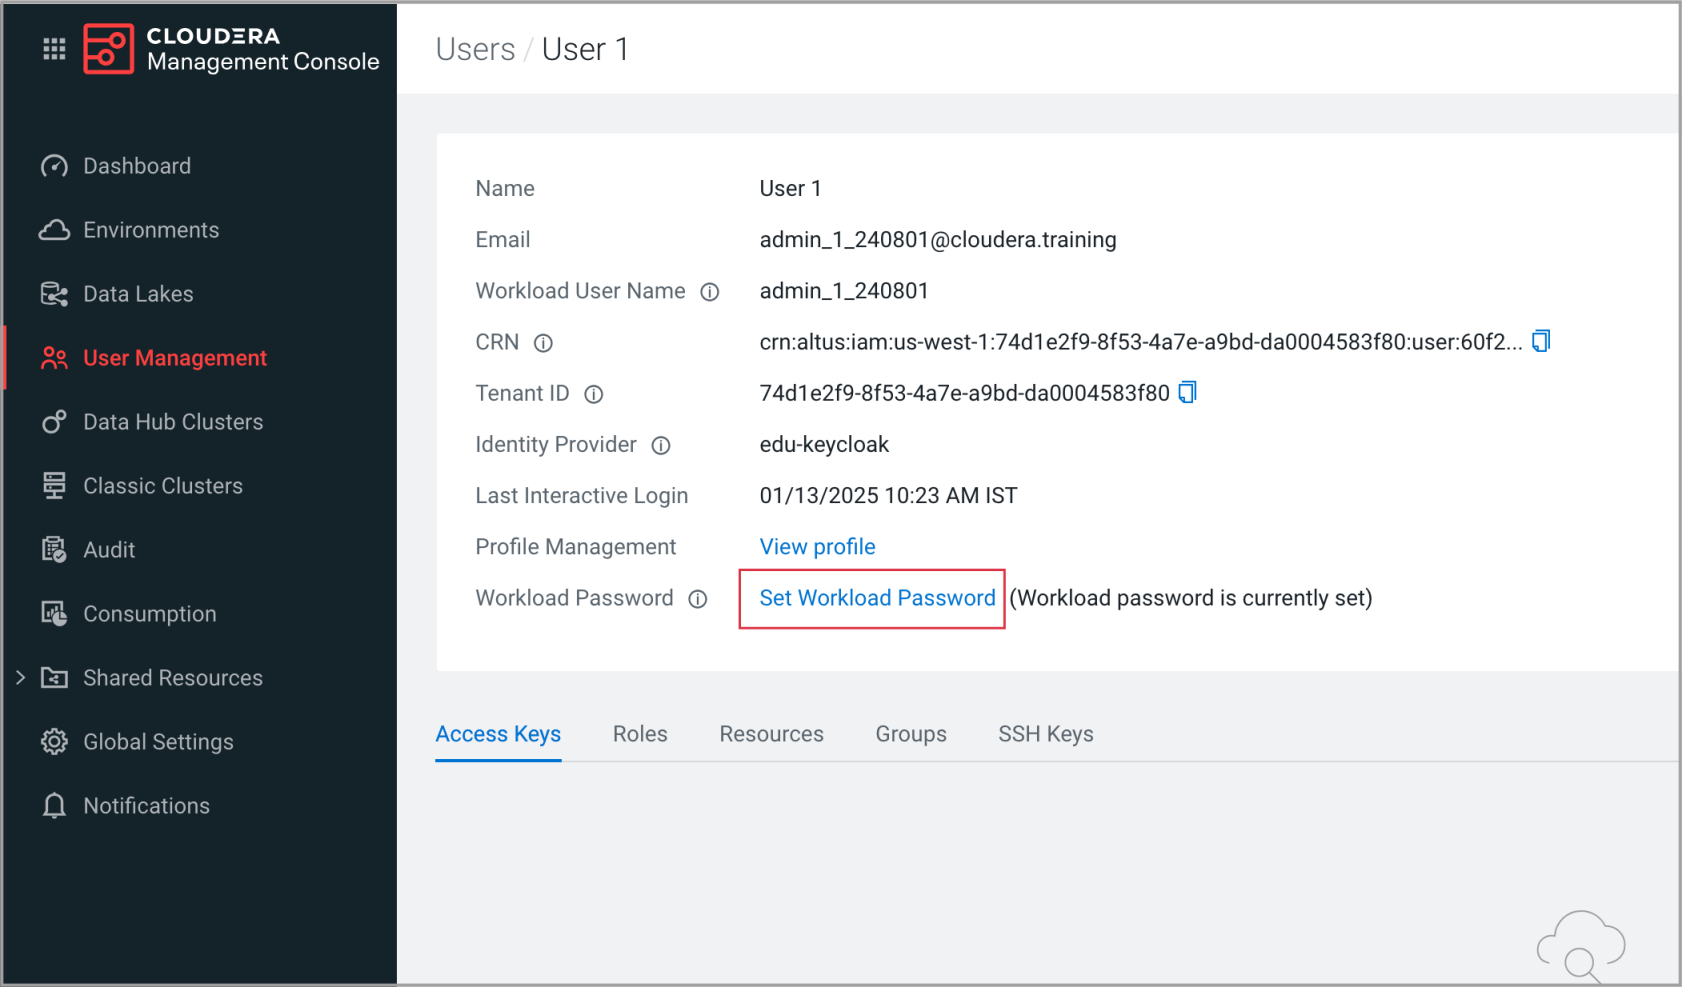 CLOUDERA
Management Console
Users / User 1
Dashboard
Environments
Data Lakes
User Management
Data Hub Clusters
Classic Clusters
Audit
Consumption
Shared Resources
Global Settings
Notifications
Name User 1
Email admin_1_240801@cloudera.training
Workload User Name admin_1_240801
CRN crn:altus:iam:us-west-1:74d1e2f9-8f53-4a7e-a9bd-da0004583f80:user:60f2...
Tenant ID 74d1e2f9-8f53-4a7e-a9bd-da0004583f80
Identity Provider edu-keycloak
Last Interactive Login 01/13/2025 10:23 AM IST
Profile Management View profile
Workload Password Set Workload Password (Workload password is currently set)
Access Keys Roles Resources Groups SSH Keys